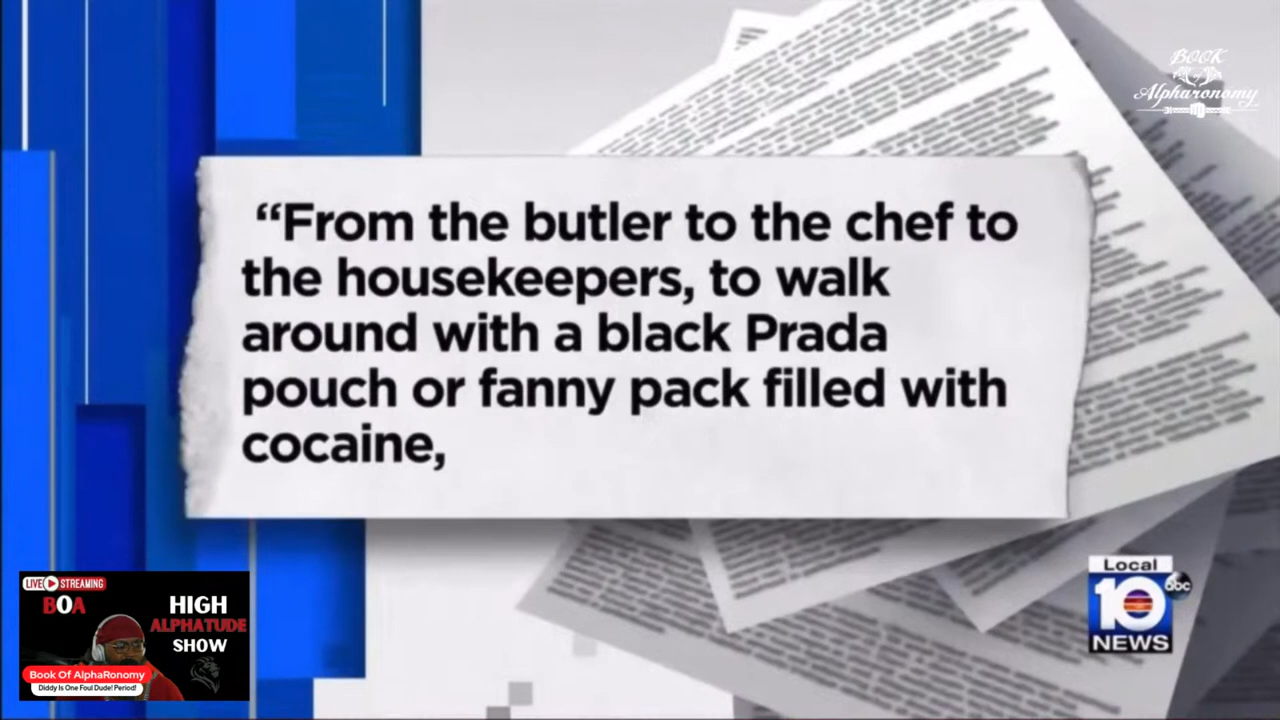 BOOK
Alpharonomy
“From the butler to the chef to
the housekeepers, to walk
around with a black Prada
pouch or fanny pack filled with
cocaine,
LIVE STREAMING
BOA
HIGH
ALPHATUDE
SHOW
Book Of AlphaRonomy
Diddy Is One Foul Dude! Period!
Local
10
abc
NEWS